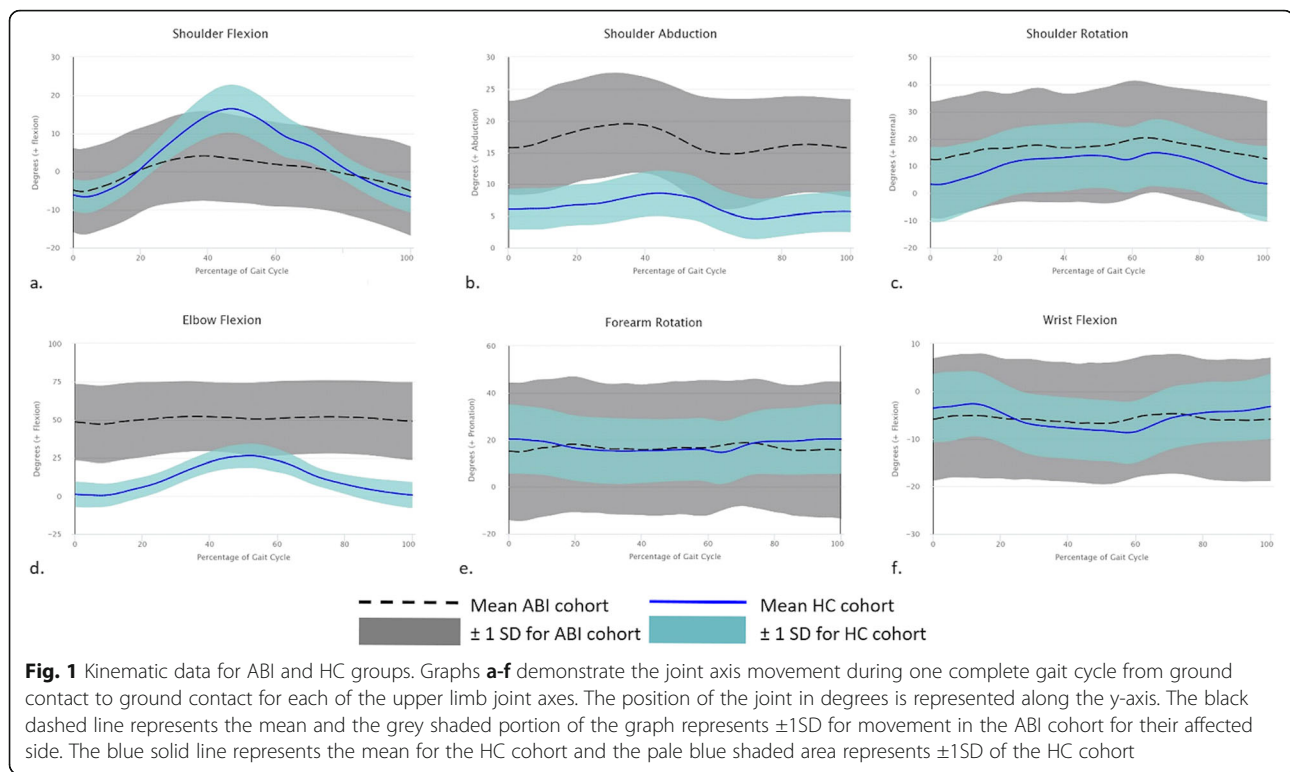 Shoulder Flexion
Degrees (+ flexion)
30
20
10
0
−10
−20
0 20 40 60 80 100
Percentage of Gait Cycle
a.
Shoulder Abduction
Degrees (+ Abduction)
30
25
20
15
10
5
0
0 20 40 60 80 100
Percentage of Gait Cycle
b.
Shoulder Rotation
Degrees (+ Internal)
50
40
30
20
10
0
−10
−20
0 20 40 60 80 100
Percentage of Gait Cycle
c.
Elbow Flexion
Degrees (+ Flexion)
100
75
50
25
0
−25
0 20 40 60 80 100
Percentage of Gait Cycle
d.
Forearm Rotation
Degrees (+ Pronation)
60
40
20
0
−20
0 20 40 60 80 100
Percentage of Gait Cycle
e.
Wrist Flexion
Degrees (+ Flexion)
10
0
−10
−20
−30
0 20 40 60 80 100
Percentage of Gait Cycle
f.
Mean ABI cohort Mean HC cohort
± 1 SD for ABI cohort ± 1 SD for HC cohort
Fig. 1 Kinematic data for ABI and HC groups. Graphs a-f demonstrate the joint axis movement during one complete gait cycle from ground
contact to ground contact for each of the upper limb joint axes. The position of the joint in degrees is represented along the y-axis. The black
dashed line represents the mean and the grey shaded portion of the graph represents ±1SD for movement in the ABI cohort for their affected
side. The blue solid line represents the mean for the HC cohort and the pale blue shaded area represents ±1SD of the HC cohort